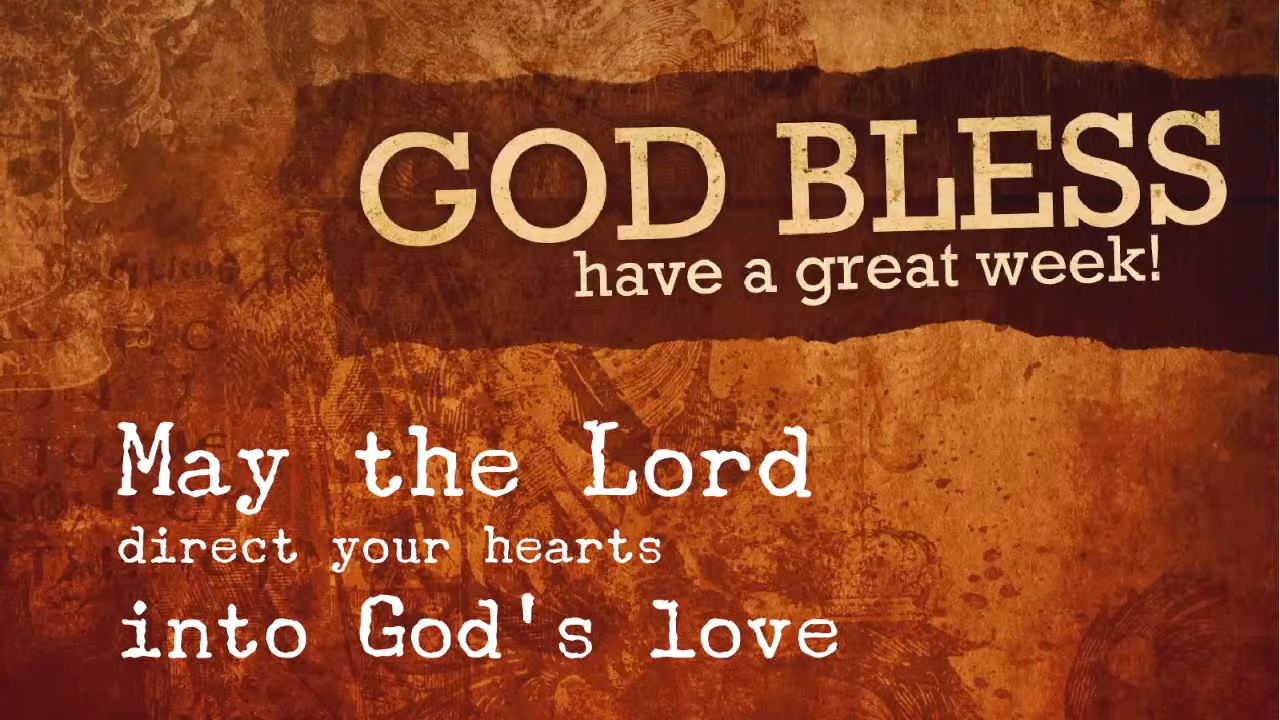 GOD BLESS
have a great week!
May the Lord
direct your hearts
into God's love